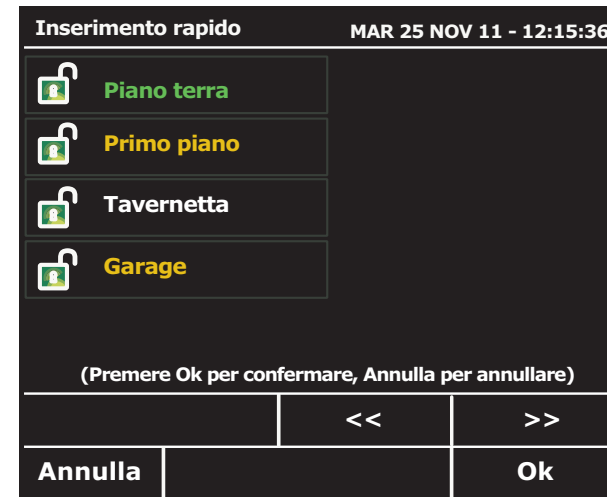 Inserimento rapido MAR 25 NOV 11 - 12:15:36
Piano terra
Primo piano
Tavernetta
Garage
(Premere Ok per confermare, Annulla per annullare)
<< >>
Annulla Ok